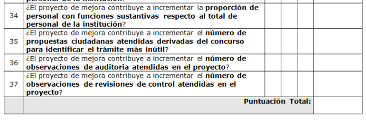 34 ¿El proyecto de mejora contribuye a incrementar la proporción de
personal con funciones sustantivas respecto al total de
personal de la institución?
35 ¿El proyecto de mejora contribuye a incrementar el número de
propuestas ciudadanas atendidas derivadas del concurso
para identificar el trámite más inútil?
36 ¿El proyecto de mejora contribuye a incrementar el número de
observaciones de auditoría atendidas en el proyecto?
37 ¿El proyecto de mejora contribuye a incrementar el número de
observaciones de revisiones de control atendidas en el
proyecto?
Puntuación Total: